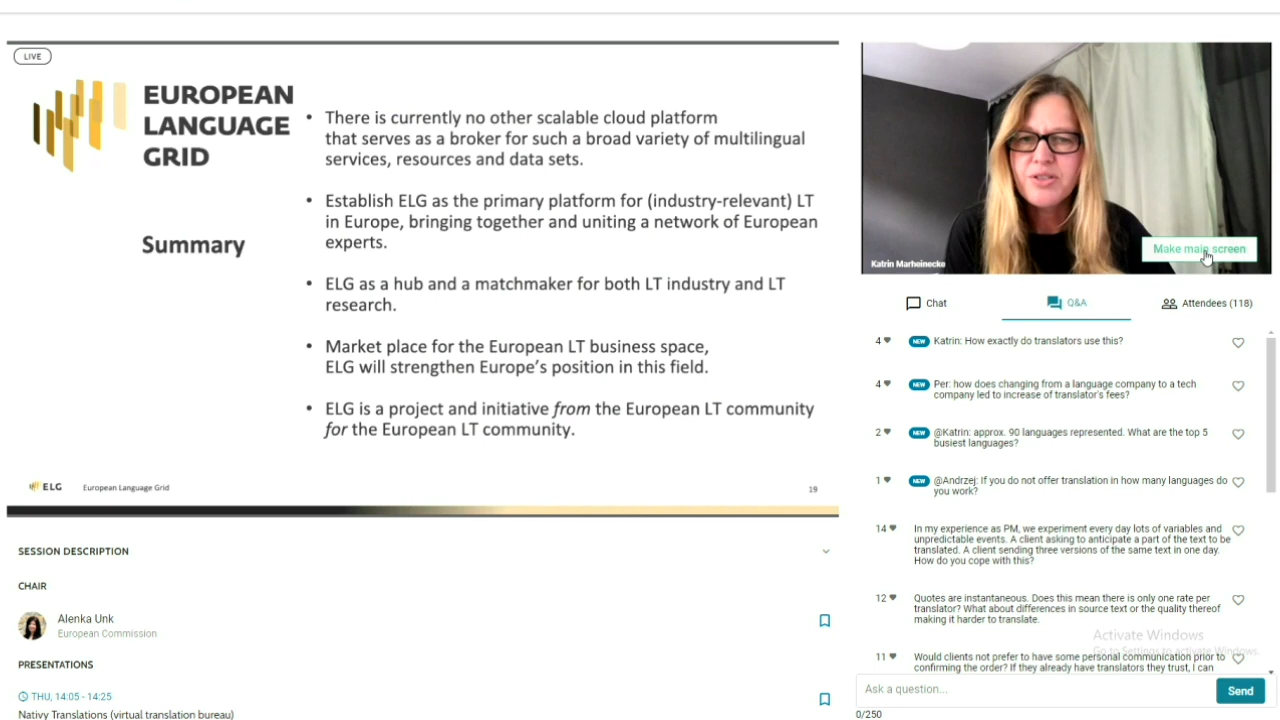 LIVE
EUROPEAN
LANGUAGE
GRID
Summary
• There is currently no other scalable cloud platform
that serves as a broker for such a broad variety of multilingual
services, resources and data sets.
• Establish ELG as the primary platform for (industry-relevant) LT
in Europe, bringing together and uniting a network of European
experts.
• ELG as a hub and a matchmaker for both LT industry and LT
research.
• Market place for the European LT business space,
ELG will strengthen Europe's position in this field.
• ELG is a project and initiative from the European LT community
for the European LT community.
ELG European Language Grid
19
Make main screen
Katrin Marheinecke
Chat
Q&A
Attendees (118)
4 NEW Katrin: How exactly do translators use this?
4 NEW Per: how does changing from a language company to a tech
company led to increase of translator's fees?
2 NEW @Katrin: approx. 90 languages represented. What are the top 5
busiest languages?
1 NEW @Andrzej: If you do not offer translation in how many languages do
you work?
14 In my experience as PM, we experiment every day lots of variables and
unpredictable events. A client asking to anticipate a part of the text to be
translated. A client sending three versions of the same text in one day.
How do you cope with this?
12 Quotes are instantaneous. Does this mean there is only one rate per
translator? What about differences in source text or the quality thereof
making it harder to translate.
11 Would clients not prefer to have some personal communication prior to
confirming the order? If they already have translators they trust, I can
Activate Windows
Go to Settings to activate Windows.
Ask a question...
Send
0/250
SESSION DESCRIPTION
CHAIR
Alenka Unk
European Commission
PRESENTATIONS
THU, 14:05 - 14:25
Nativy Translations (virtual translation bureau)